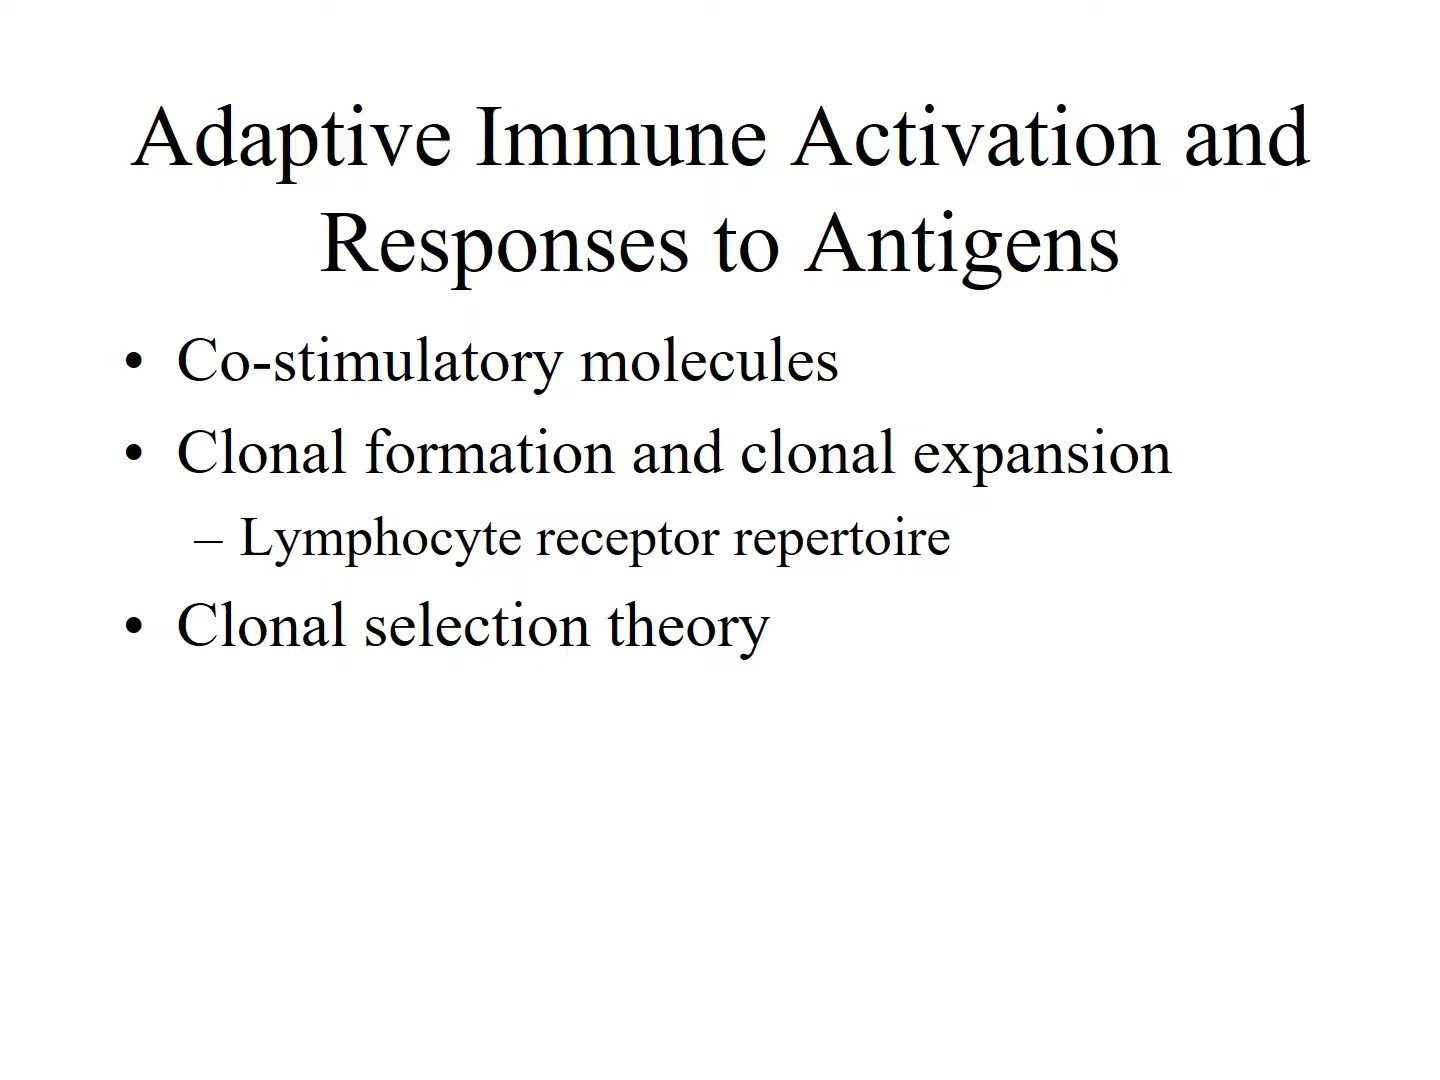 Adaptive Immune Activation and
Responses to Antigens
• Co-stimulatory molecules
• Clonal formation and clonal expansion
– Lymphocyte receptor repertoire
• Clonal selection theory